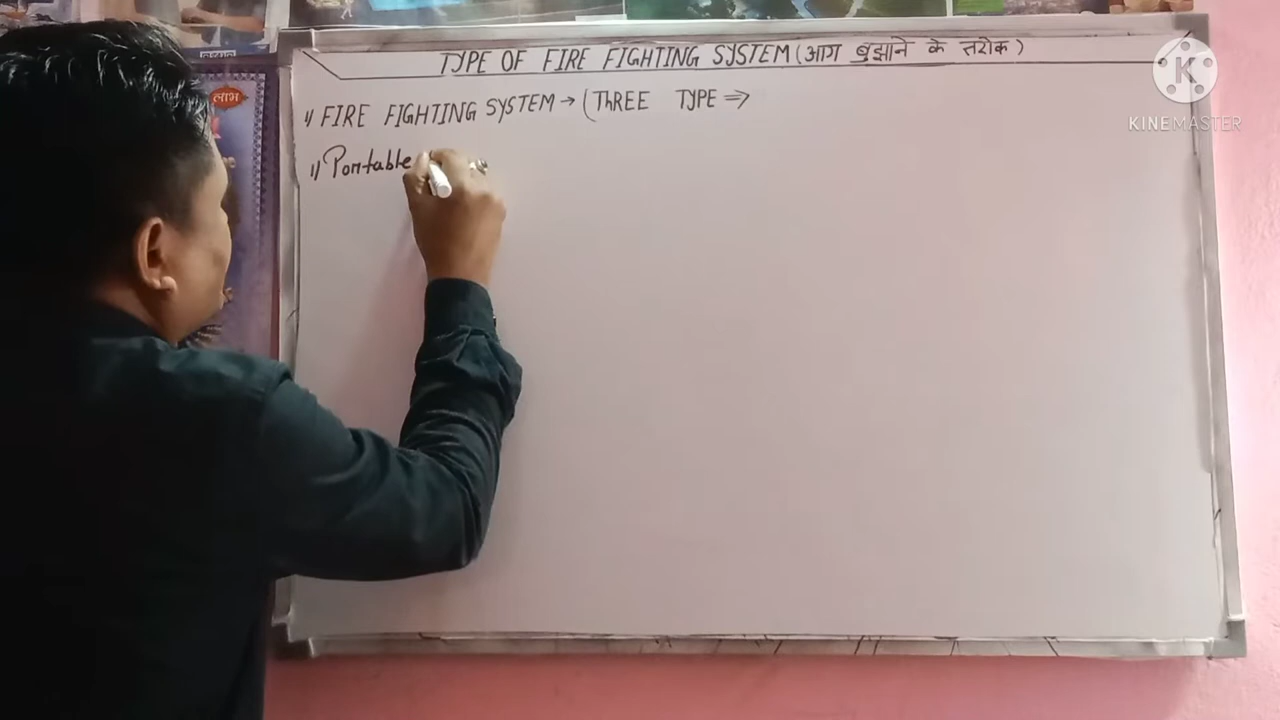 TYPE OF FIRE FIGHTING SYSTEM (आग बुझाने के तरीके)
1) FIRE FIGHTING SYSTEM → (ThREE TYPE ⇒
1) Portable
लाभ
K
KINEMASTER